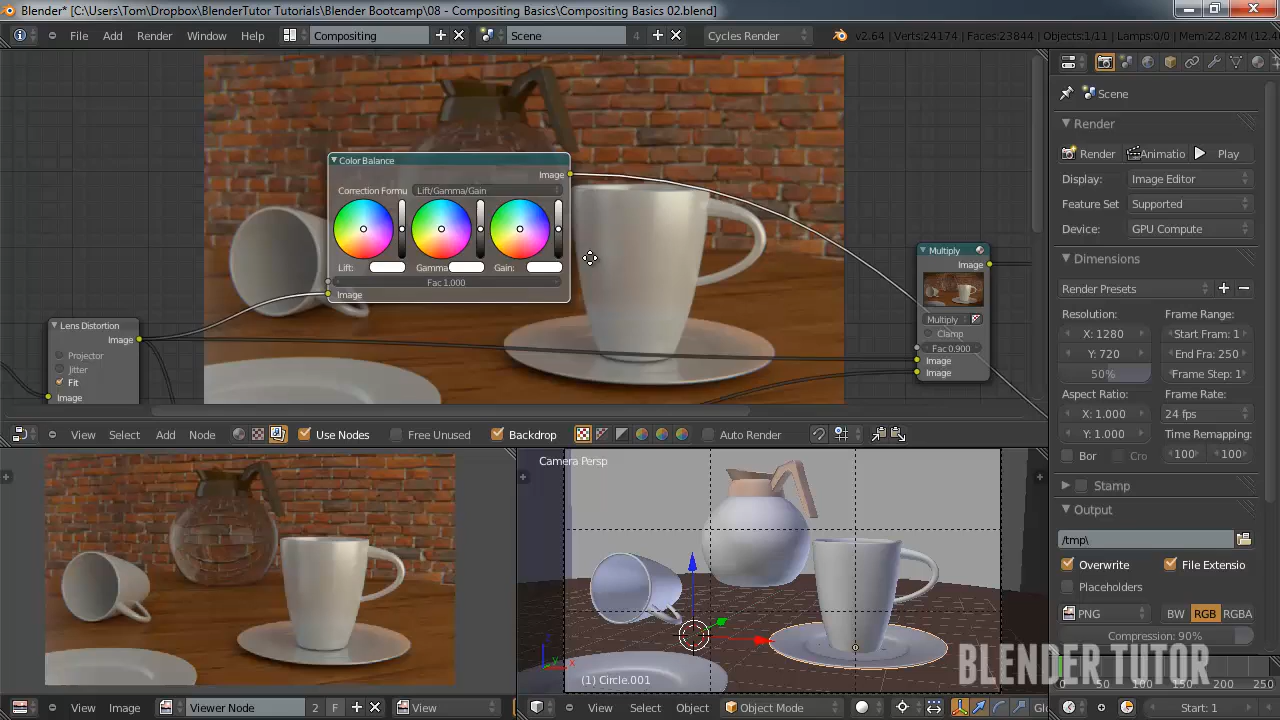 Blender* [C:\Users\Tom\Dropbox\BlenderTutor Tutorials\Blender Bootcamp\08 - Compositing Basics\Compositing Basics 02.blend]
File Add Render Window Help Compositing Scene 4 Cycles Render v2.64 | Verts:24174 | Faces:23844 | Objects:1/11 | Lamps:0/0 | Mem:22.82M (12.4
Scene
Render
Render Animatio Play
Display: Image Editor
Feature Set Supported
Device: GPU Compute
Dimensions
Render Presets
Resolution: Frame Range:
X: 1280 Start Fram: 1
Y: 720 End Fra: 250
50% Frame Step: 1
Aspect Ratio: Frame Rate:
X: 1.000 24 fps
Y: 1.000 Time Remapping:
Bor Cro 100 100
Stamp
Output
/tmp\
Overwrite File Extensio
Placeholders
PNG BW RGB RGBA
Compression: 90%
Color Balance
Image
Correction Formu Lift/Gamma/Gain
Lift: Gamma Gain:
Fac 1.000
Image
Lens Distortion
Image
Projector
Jitter
Fit
Image
Multiply
Image
Multiply
Clamp
Fac 0.900
Image
Image
View Select Add Node Use Nodes Free Unused Backdrop Auto Render
Camera Persp
(1) Circle.001
BLENDER TUTOR
0 50 100 150 200 250
View Image Viewer Node 2 F View
View Select Object Object Mode Glo
Start: 1